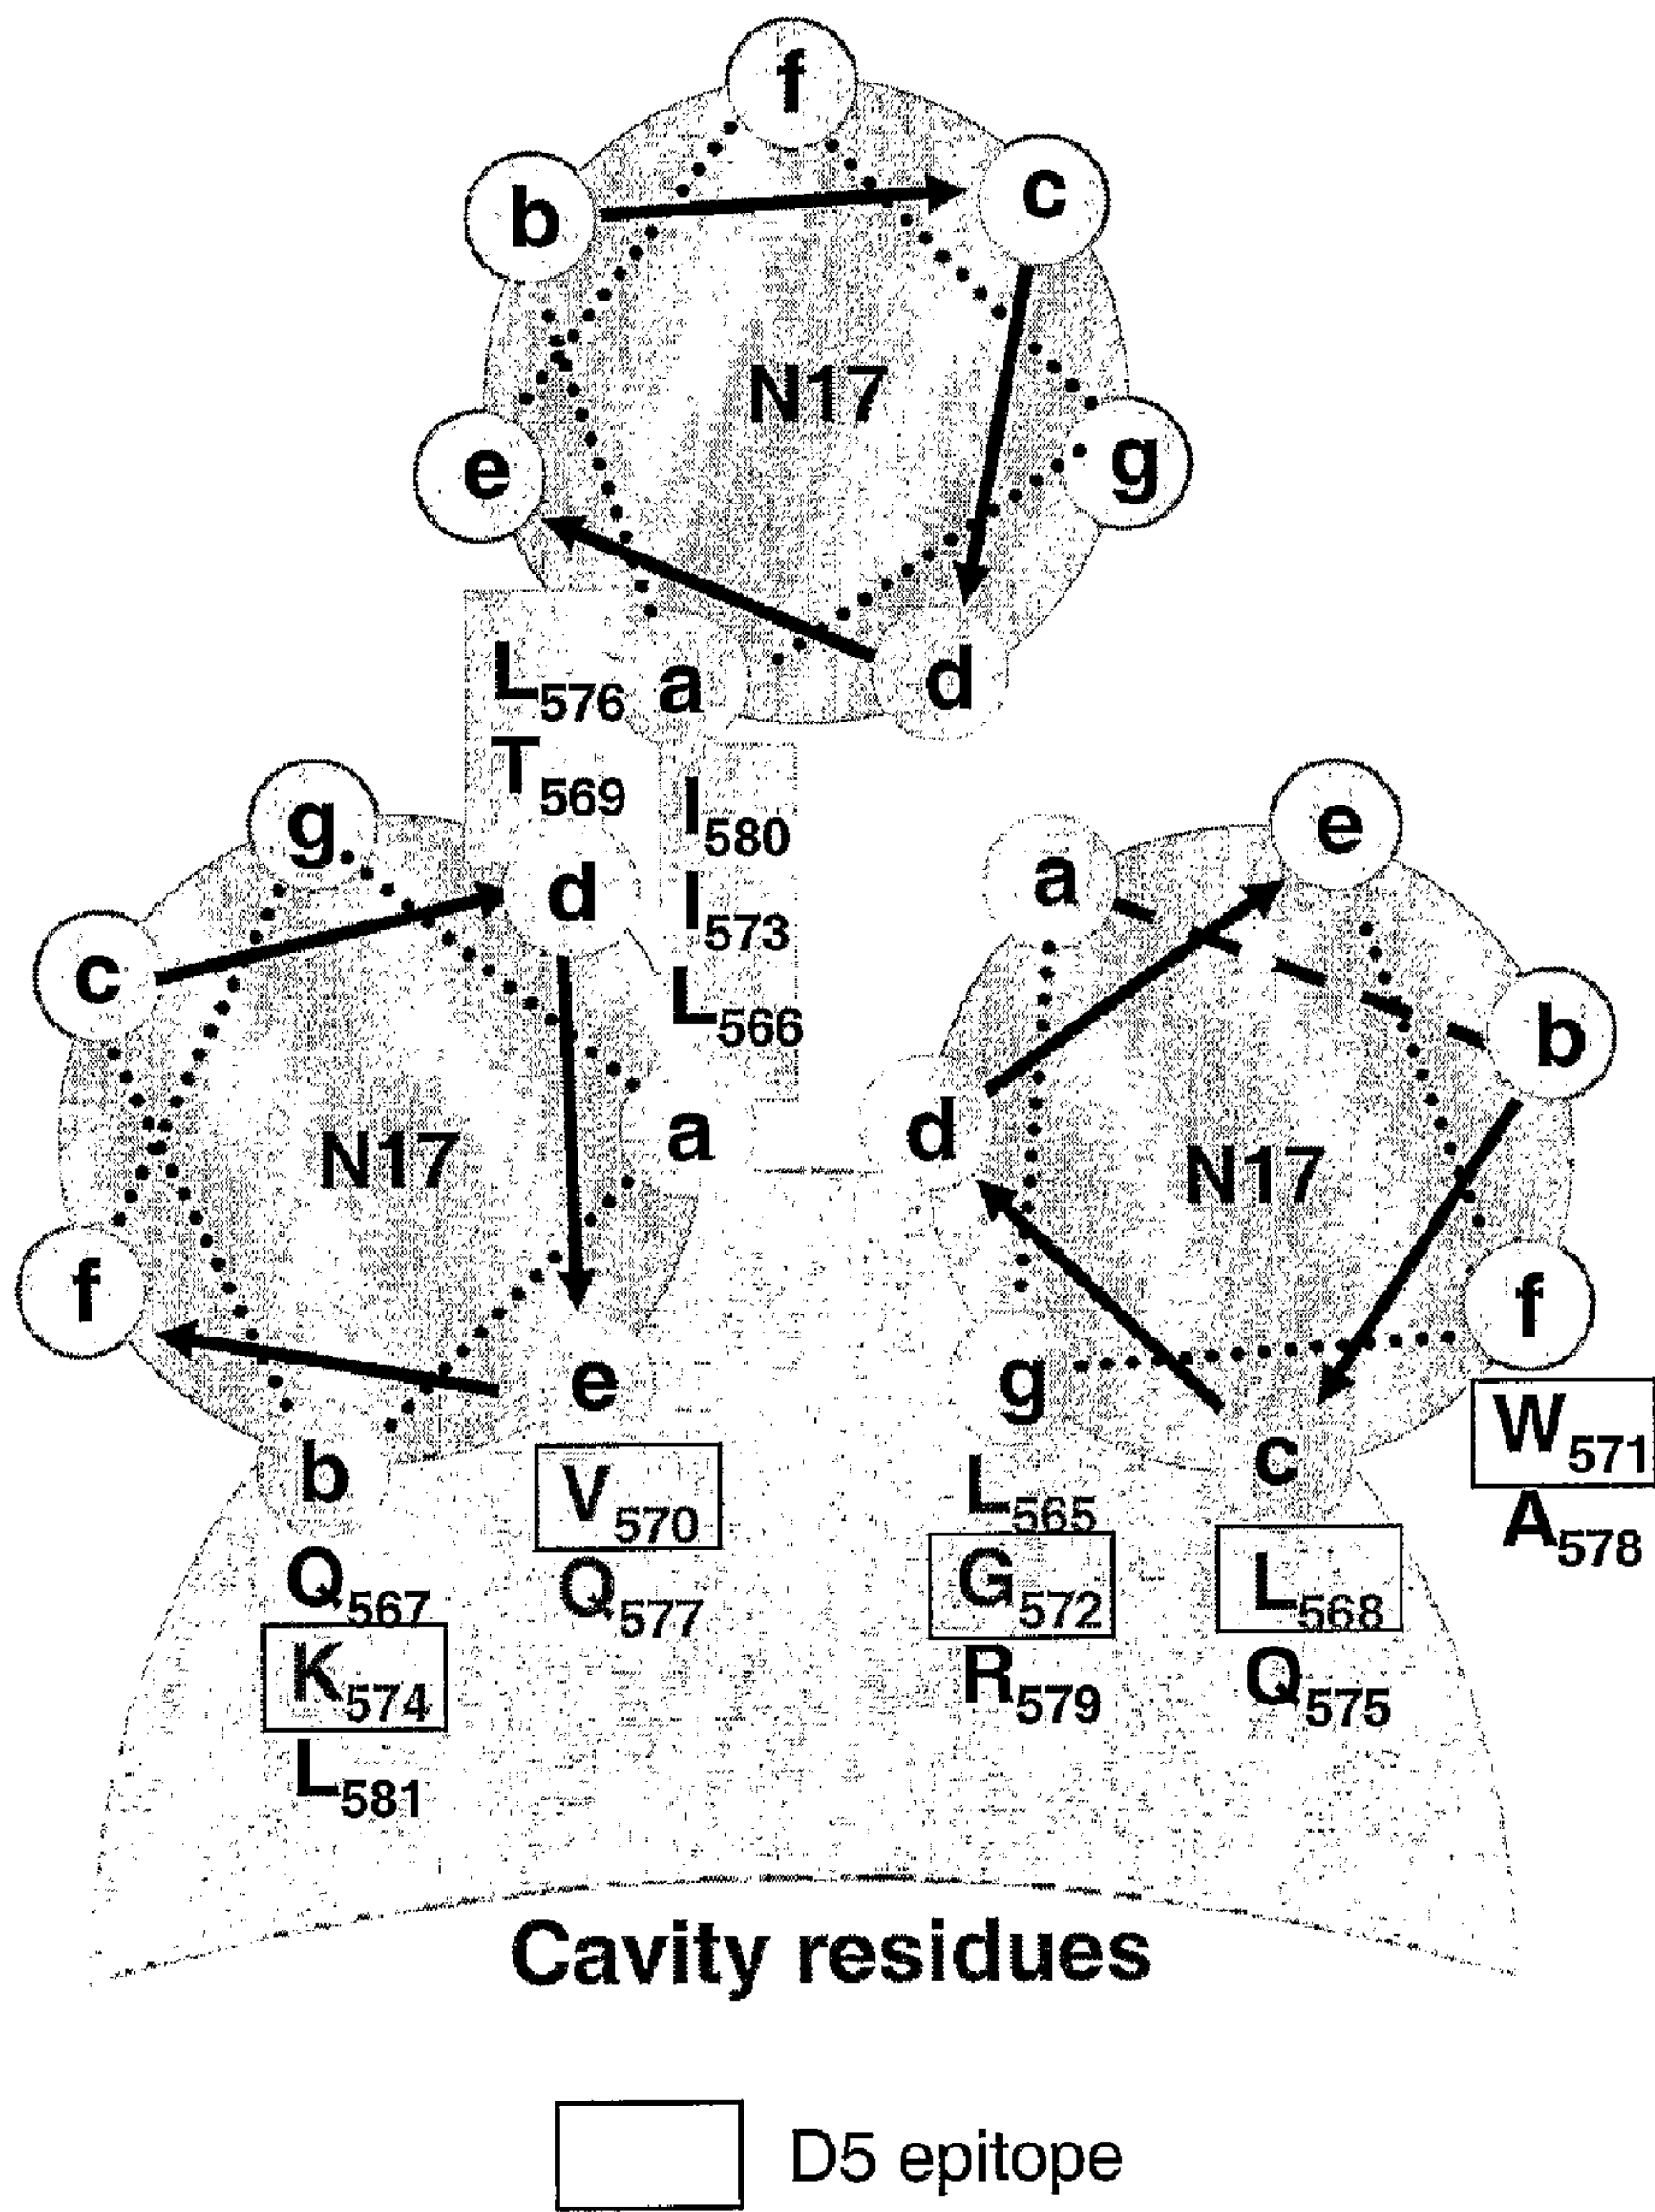 f
b
c
N17
e
g
a
d
L576
T569
I580
I573
L566
g
d
c
N17
a
f
e
b
V570
Q577
Q567
K574
L581
a
e
b
d
N17
f
g
c
W571
A578
L565
G572
R579
L568
Q575
Cavity residues
D5 epitope